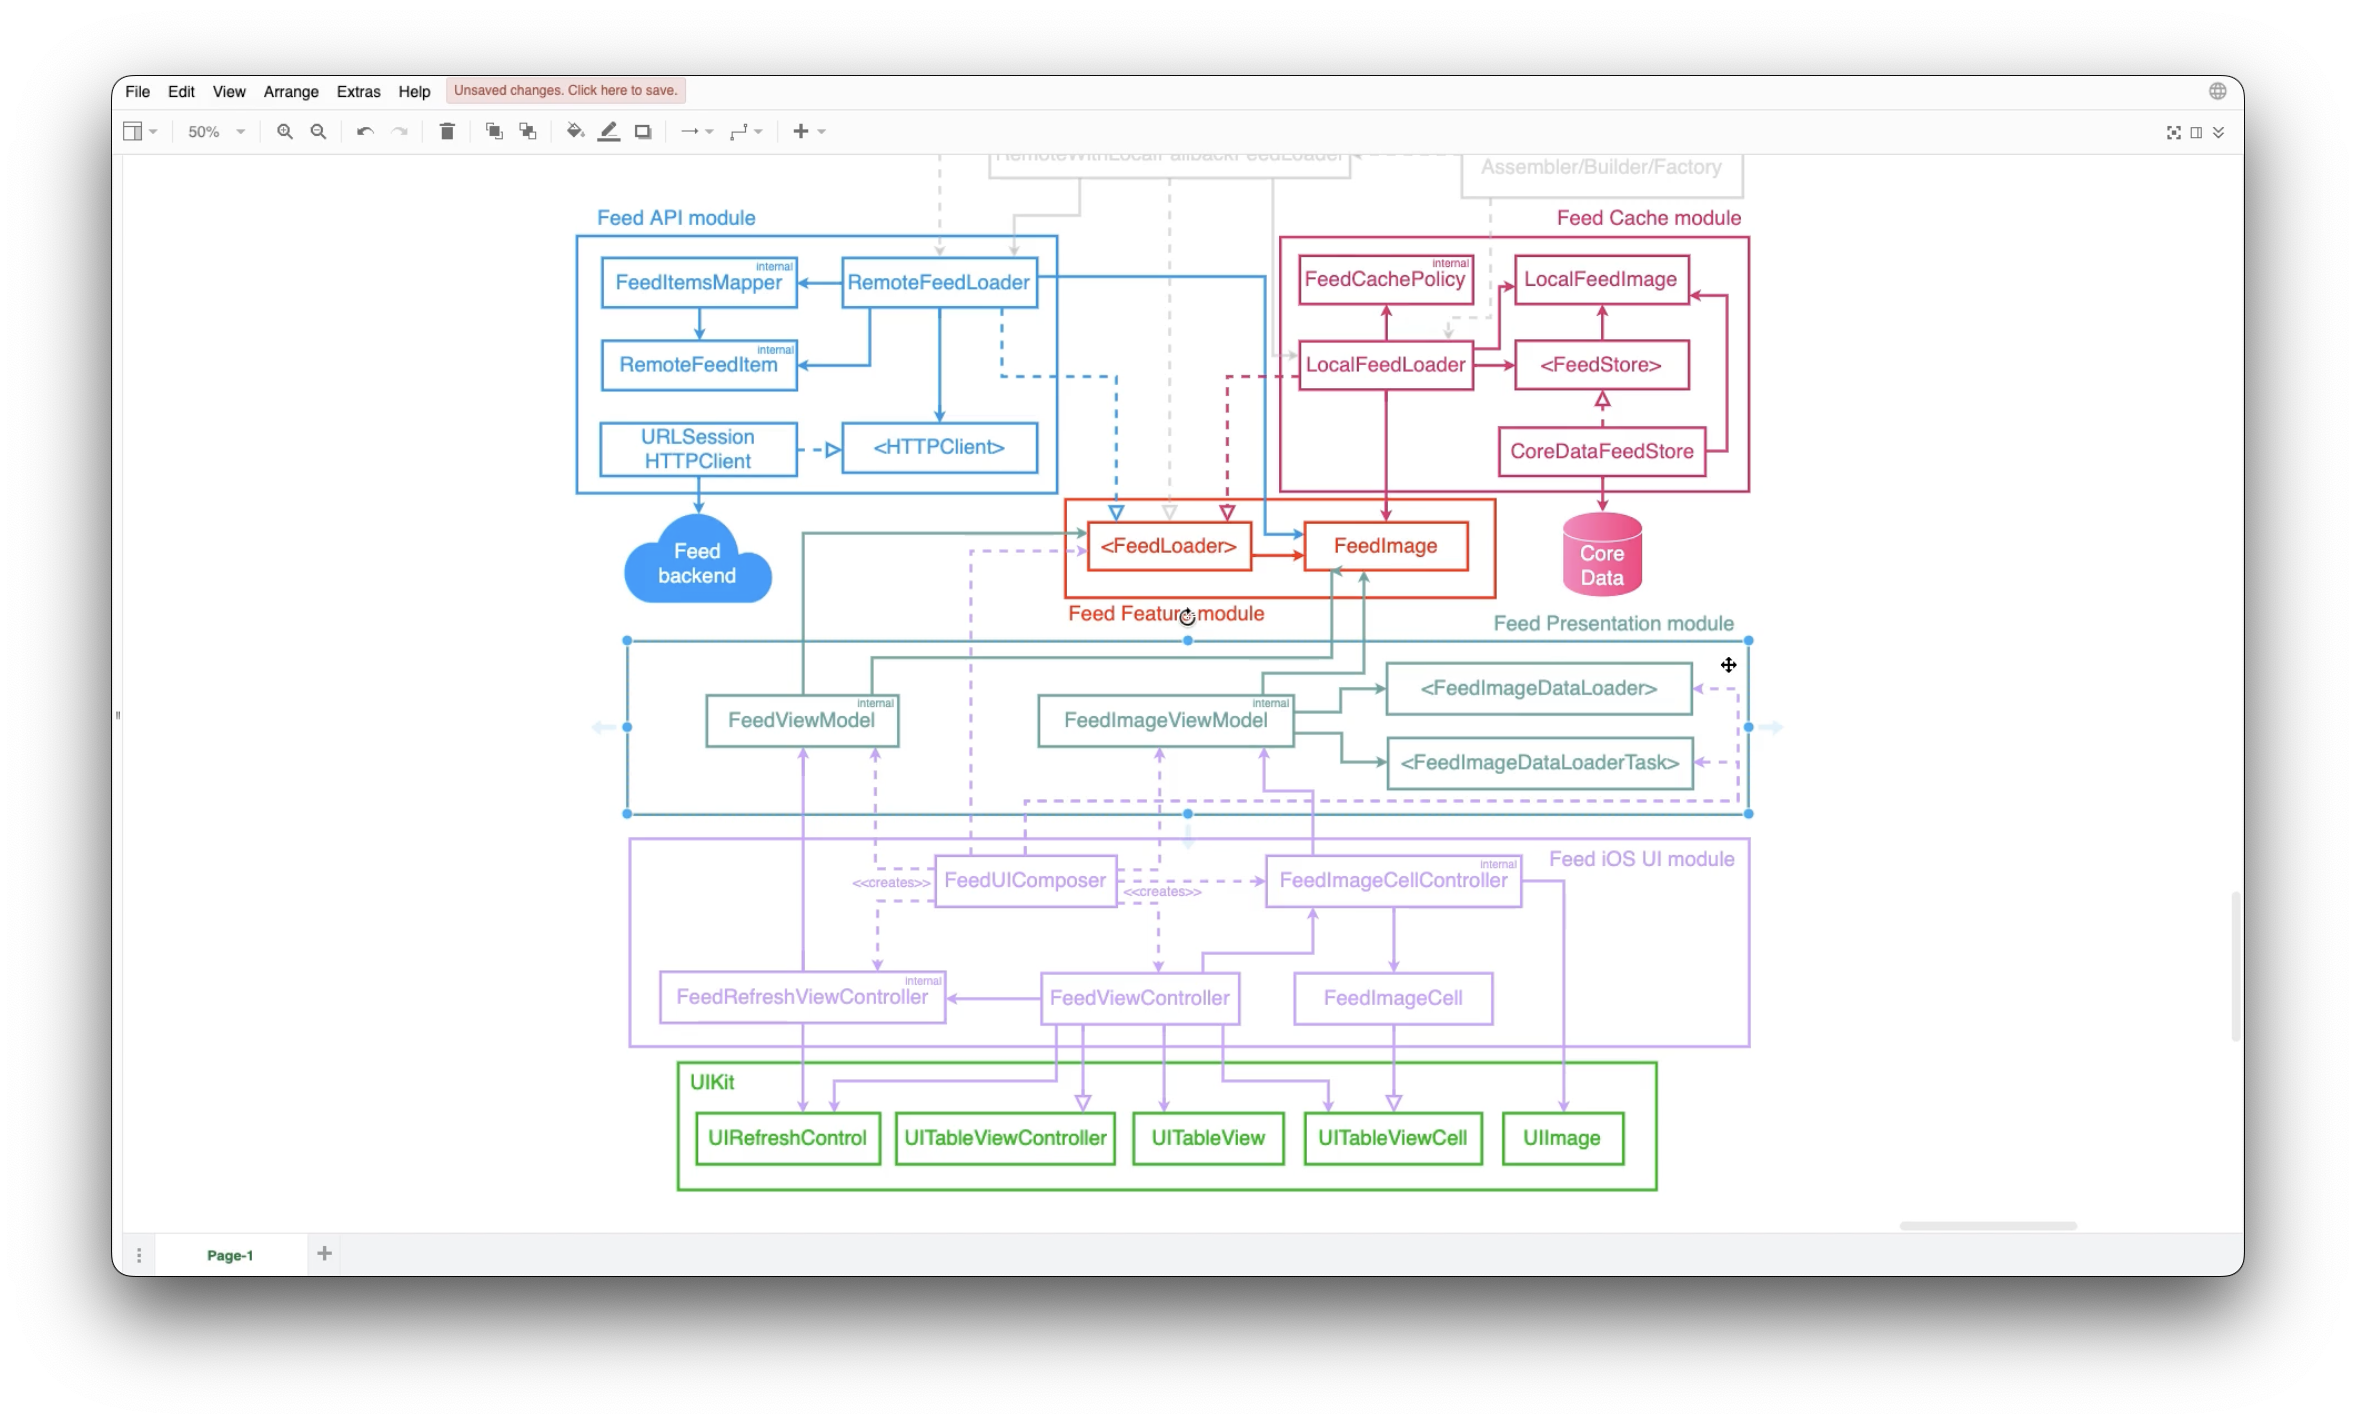 File Edit View Arrange Extras Help Unsaved changes. Click here to save.
50%
RemoteWithLocalFallbackFeedLoader
Assembler/Builder/Factory
Feed API module
Feed Cache module
internal
FeedItemsMapper
RemoteFeedLoader
internal
FeedCachePolicy
LocalFeedImage
internal
RemoteFeedItem
LocalFeedLoader
<FeedStore>
URLSession
HTTPClient
<HTTPClient>
CoreDataFeedStore
Feed
backend
<FeedLoader>
FeedImage
Core
Data
Feed Feature module
Feed Presentation module
internal
FeedViewModel
internal
FeedImageViewModel
<FeedImageDataLoader>
<FeedImageDataLoaderTask>
Feed iOS UI module
<<creates>>
FeedUIComposer
<<creates>>
internal
FeedImageCellController
internal
FeedRefreshViewController
FeedViewController
FeedImageCell
UIKit
UIRefreshControl
UITableViewController
UITableView
UITableViewCell
UIImage
Page-1